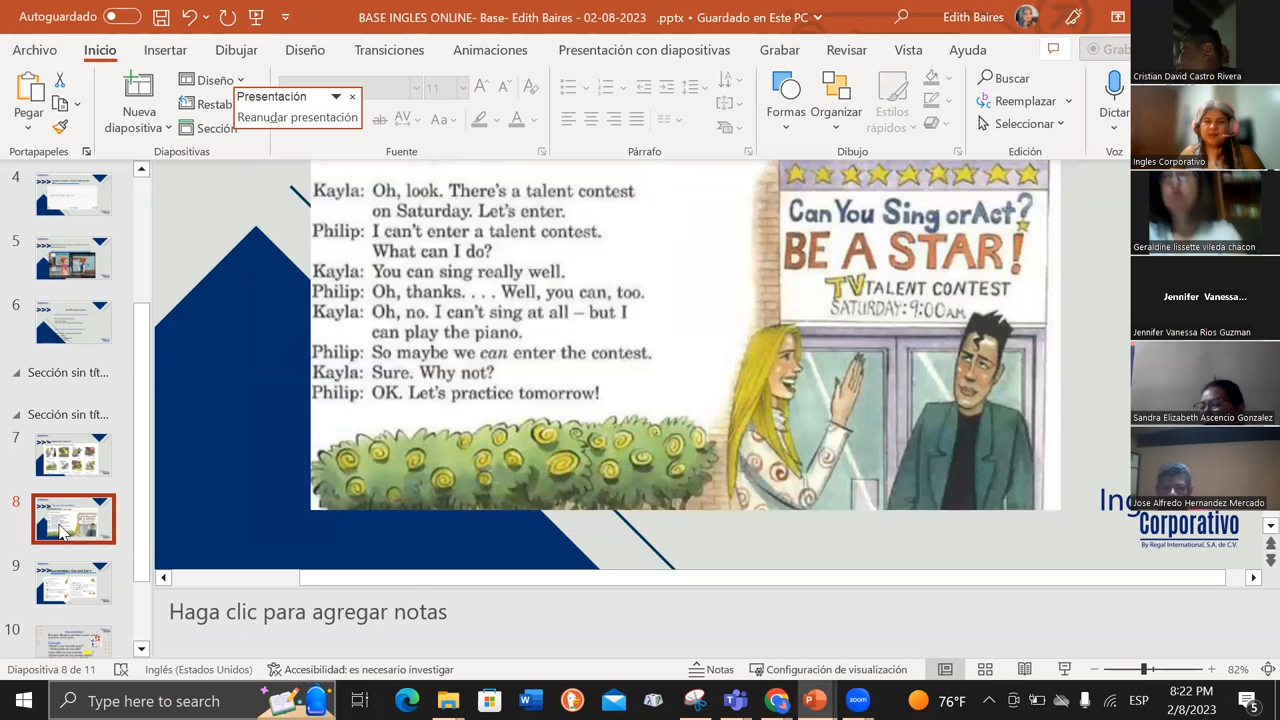 Autoguardado
BASE INGLES ONLINE- Base- Edith Baires - 02-08-2023 .pptx • Guardado en Este PC
Edith Baires
Archivo Inicio Insertar Dibujar Diseño Transiciones Animaciones Presentación con diapositivas Grabar Revisar Vista Ayuda
Pegar
Nueva
diapositiva
Diseño
Restab
Sección
Presentación
Reanudar presentación
Formas
Organizar
Estilos
rápidos
Buscar
Reemplazar
Seleccionar
Dictar
Portapapeles
Diapositivas
Fuente
Párrafo
Dibujo
Edición
Voz
4
5
6
Sección sin tít...
Sección sin tít...
7
8
9
10
Kayla: Oh, look. There's a talent contest
on Saturday. Let's enter.
Philip: I can't enter a talent contest.
What can I do?
Kayla: You can sing really well.
Philip: Oh, thanks. . . . Well, you can, too.
Kayla: Oh, no. I can't sing at all – but I
can play the piano.
Philip: So maybe we can enter the contest.
Kayla: Sure. Why not?
Philip: OK. Let's practice tomorrow!
Can You Sing or Act?
BE A STAR!
TV TALENT CONTEST
SATURDAY: 9:00 AM
Corporativo
By Regal International, S.A. de C.V.
Cristian David Castro Rivera
Ingles Corporativo
Geraldine lissette vileda chacon
Jennifer Vanessa...
Jennifer Vanessa Rios Guzman
Sandra Elizabeth Ascencio Gonzalez
Jose Alfredo Hernandez Mercado
Haga clic para agregar notas
Diapositiva 8 de 11
Inglés (Estados Unidos)
Accesibilidad: es necesario investigar
Notas
Configuración de visualización
82%
Type here to search
76°F
ESP
8:22 PM
2/8/2023
5